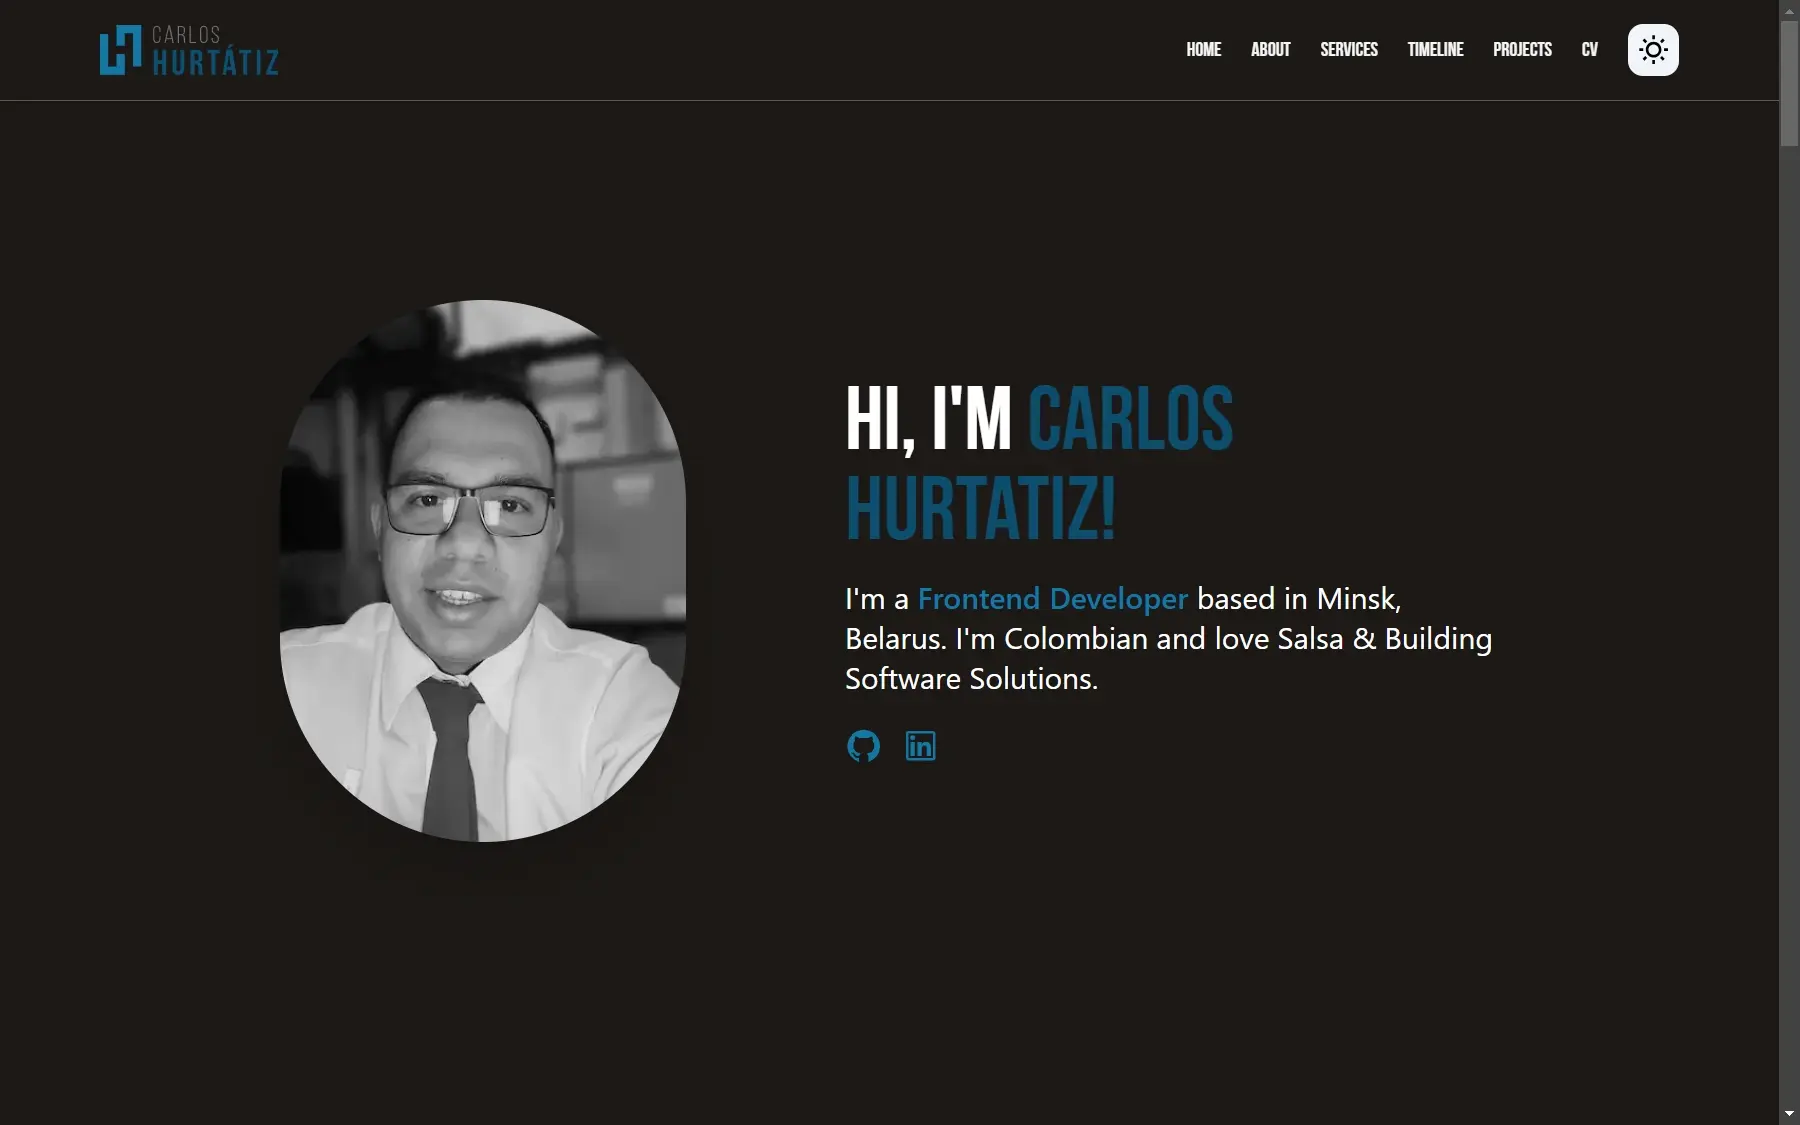 CARLOS
HURTÁTIZ
HOME ABOUT SERVICES TIMELINE PROJECTS CV
HI, I'M CARLOS
HURTATIZ!
I'm a Frontend Developer based in Minsk,
Belarus. I'm Colombian and love Salsa & Building
Software Solutions.
in